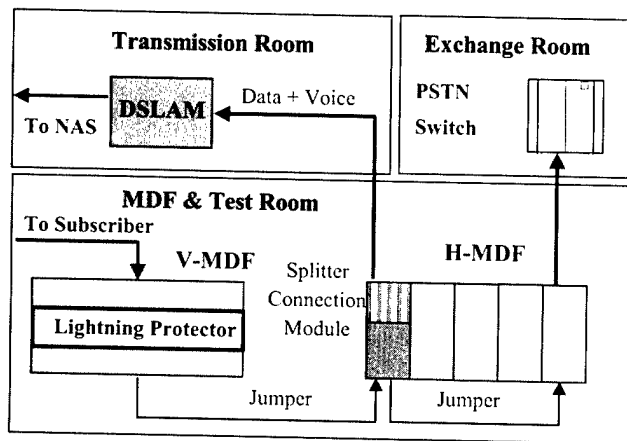 Transmission Room
Exchange Room
DSLAM
Data + Voice
To NAS
PSTN
Switch
MDF & Test Room
To Subscriber
V-MDF
Splitter
Connection
Module
H-MDF
Lightning Protector
Jumper
Jumper